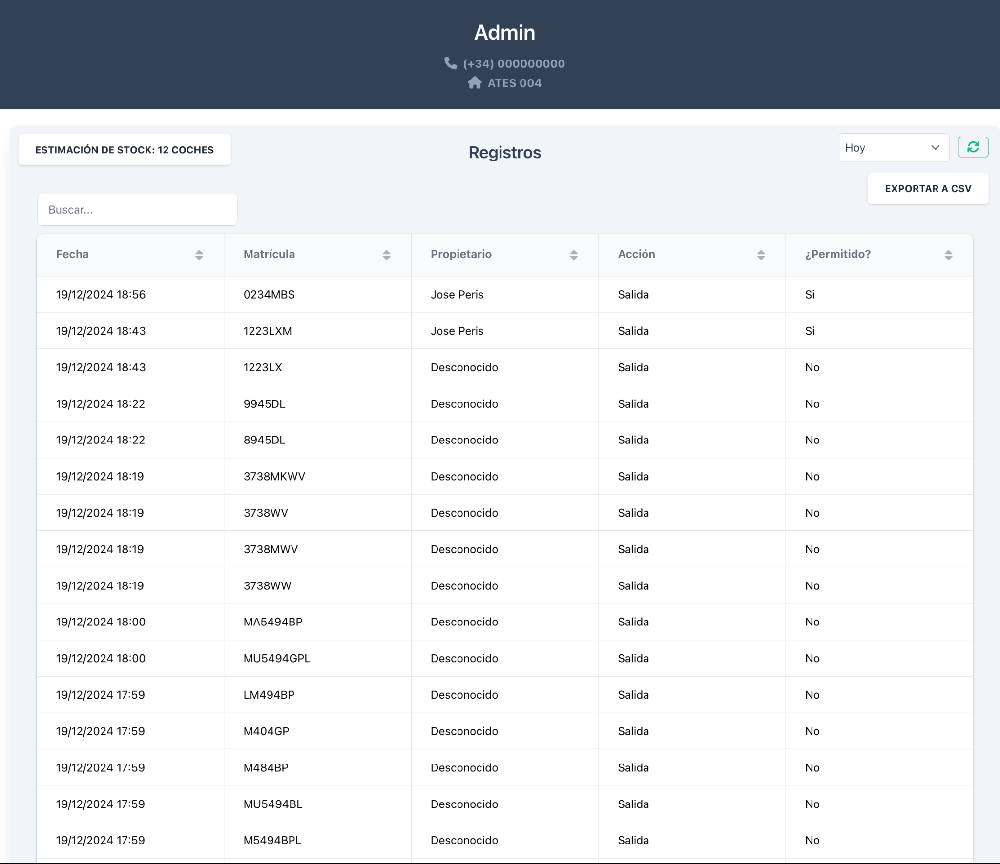 Admin
(+34) 000000000
ATES 004
ESTIMACIÓN DE STOCK: 12 COCHES
Registros
Hoy
EXPORTAR A CSV
Buscar...
Fecha Matrícula Propietario Acción ¿Permitido?
19/12/2024 18:56 0234MBS Jose Peris Salida Si
19/12/2024 18:43 1223LXM Jose Peris Salida Si
19/12/2024 18:43 1223LX Desconocido Salida No
19/12/2024 18:22 9945DL Desconocido Salida No
19/12/2024 18:22 8945DL Desconocido Salida No
19/12/2024 18:19 3738MKWV Desconocido Salida No
19/12/2024 18:19 3738WV Desconocido Salida No
19/12/2024 18:19 3738MWV Desconocido Salida No
19/12/2024 18:19 3738WW Desconocido Salida No
19/12/2024 18:00 MA5494BP Desconocido Salida No
19/12/2024 18:00 MU5494GPL Desconocido Salida No
19/12/2024 17:59 LM494BP Desconocido Salida No
19/12/2024 17:59 M404GP Desconocido Salida No
19/12/2024 17:59 M484BP Desconocido Salida No
19/12/2024 17:59 MU5494BL Desconocido Salida No
19/12/2024 17:59 M5494BPL Desconocido Salida No